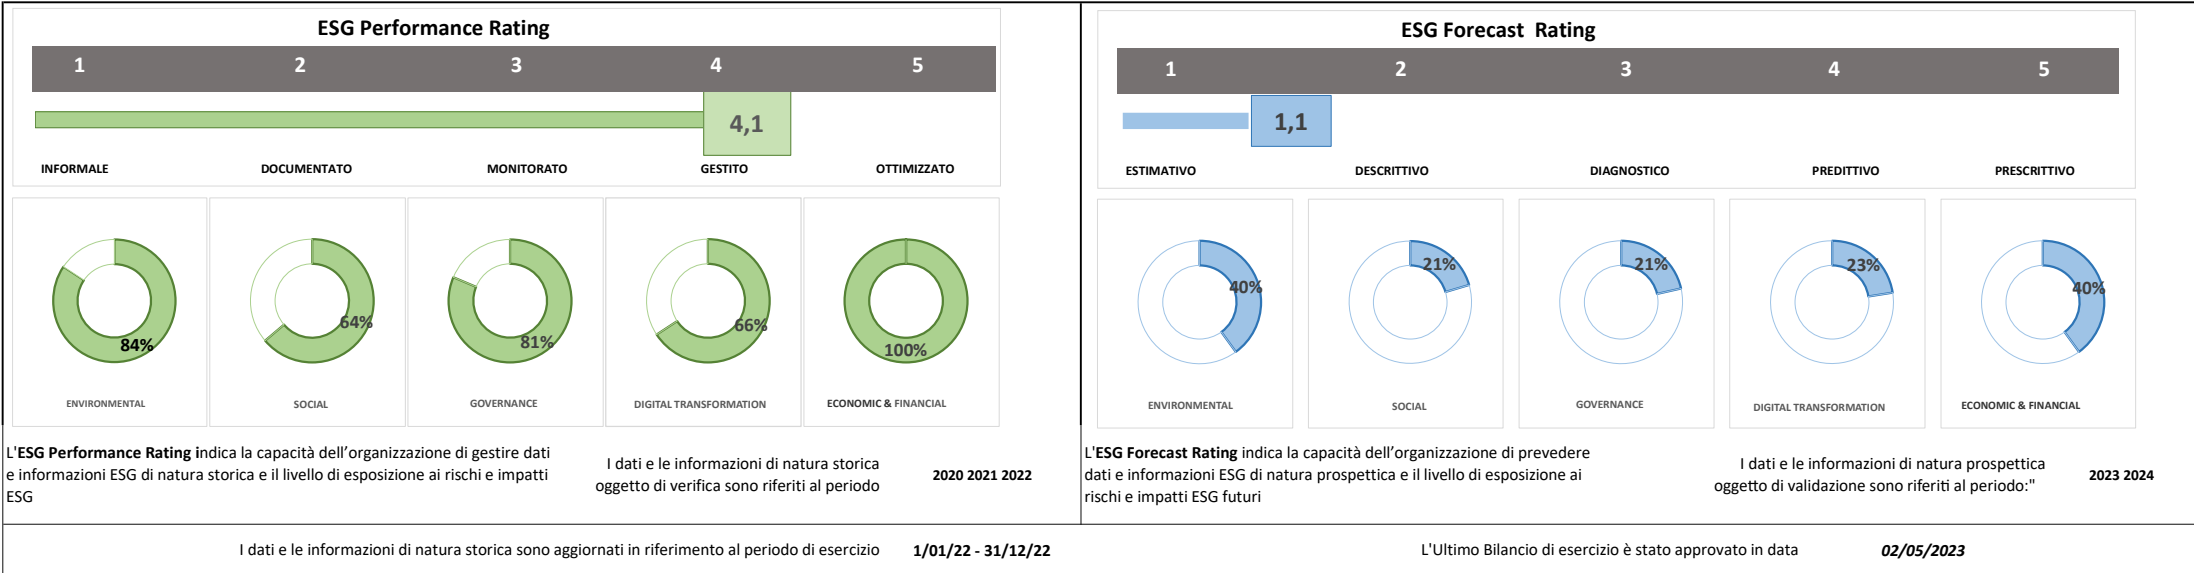 ESG Performance Rating
1 2 3 4 5
4,1
INFORMALE DOCUMENTATO MONITORATO GESTITO OTTIMIZZATO
84%
64%
81%
66%
100%
ENVIRONMENTAL SOCIAL GOVERNANCE DIGITAL TRANSFORMATION ECONOMIC & FINANCIAL
L'ESG Performance Rating indica la capacità dell’organizzazione di gestire dati
e informazioni ESG di natura storica e il livello di esposizione ai rischi e impatti
ESG
I dati e le informazioni di natura storica
oggetto di verifica sono riferiti al periodo
2020 2021 2022
ESG Forecast Rating
1 2 3 4 5
1,1
ESTIMATIVO DESCRITTIVO DIAGNOSTICO PREDITTIVO PRESCRITTIVO
40%
21%
21%
23%
40%
ENVIRONMENTAL SOCIAL GOVERNANCE DIGITAL TRANSFORMATION ECONOMIC & FINANCIAL
L'ESG Forecast Rating indica la capacità dell’organizzazione di prevedere
dati e informazioni ESG di natura prospettica e il livello di esposizione ai
rischi e impatti ESG futuri
I dati e le informazioni di natura prospettica
oggetto di validazione sono riferiti al periodo:"
2023 2024
I dati e le informazioni di natura storica sono aggiornati in riferimento al periodo di esercizio 1/01/22 - 31/12/22
L'Ultimo Bilancio di esercizio è stato approvato in data 02/05/2023